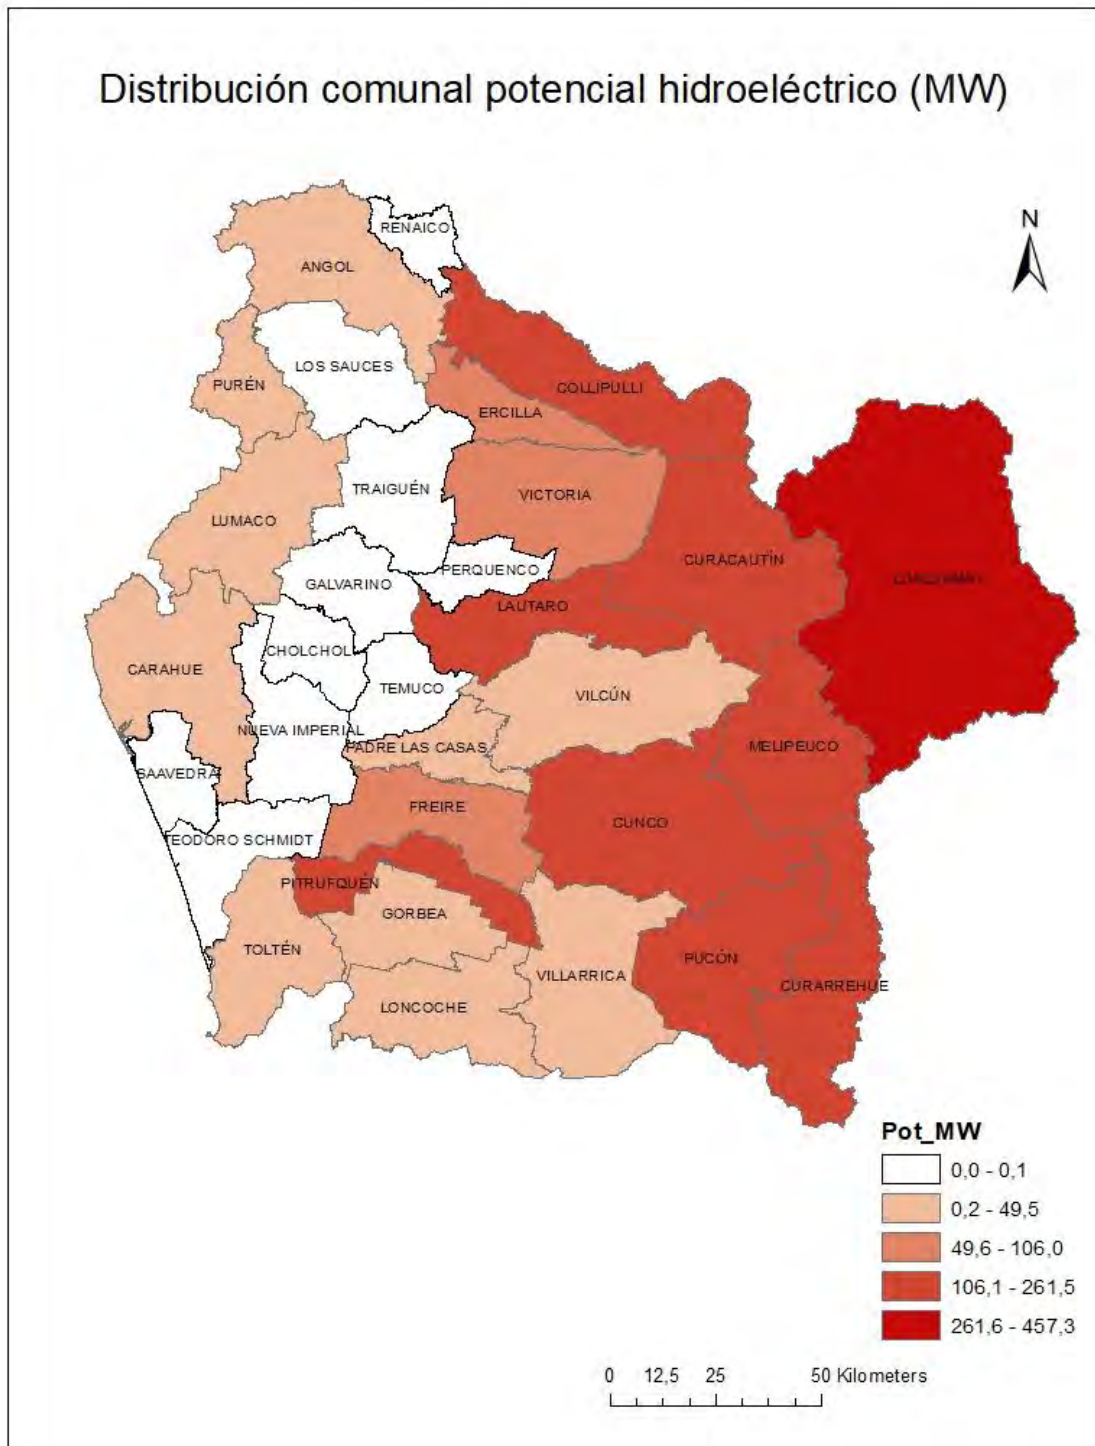 Distribución comunal potencial hidroeléctrico (MW)
N
RENAICO
ANGOL
LOS SAUCES
PURÉN
COLLIPULLI
ERCILLA
TRAIGUÉN
VICTORIA
LUMACO
CURACAUTÍN
PERQUENCO
GALVARINO
LAUTARO
CHOLCHOL
CARAHUE
TEMUCO
VILCÚN
NUEVA IMPERIAL
PADRE LAS CASAS
MELIPEUCO
SAAVEDRA
FREIRE
CUNCO
TEODORO SCHMIDT
PITRUFQUÉN
GORBEA
TOLTÉN
PUCÓN
VILLARRICA
CURARREHUE
LONCOCHE
Pot_MW
0,0 - 0,1
0,2 - 49,5
49,6 - 106,0
106,1 - 261,5
261,6 - 457,3
0 12,5 25 50 Kilometers